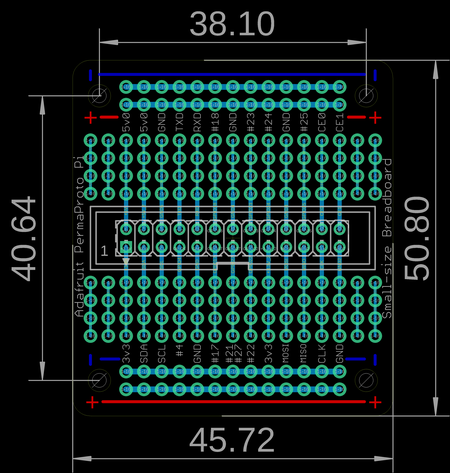 38.10
5v0 5v0 GND TXD RXD #18 GND #23 #24 GND #25 CE0 CE1
40.64
Adafruit PermaProto Pi
1
Small-size Breadboard
50.80
3v3 SDA SCL #4 GND #17 #21 #27 #22 3v3 MOSI MISO CLK GND
45.72